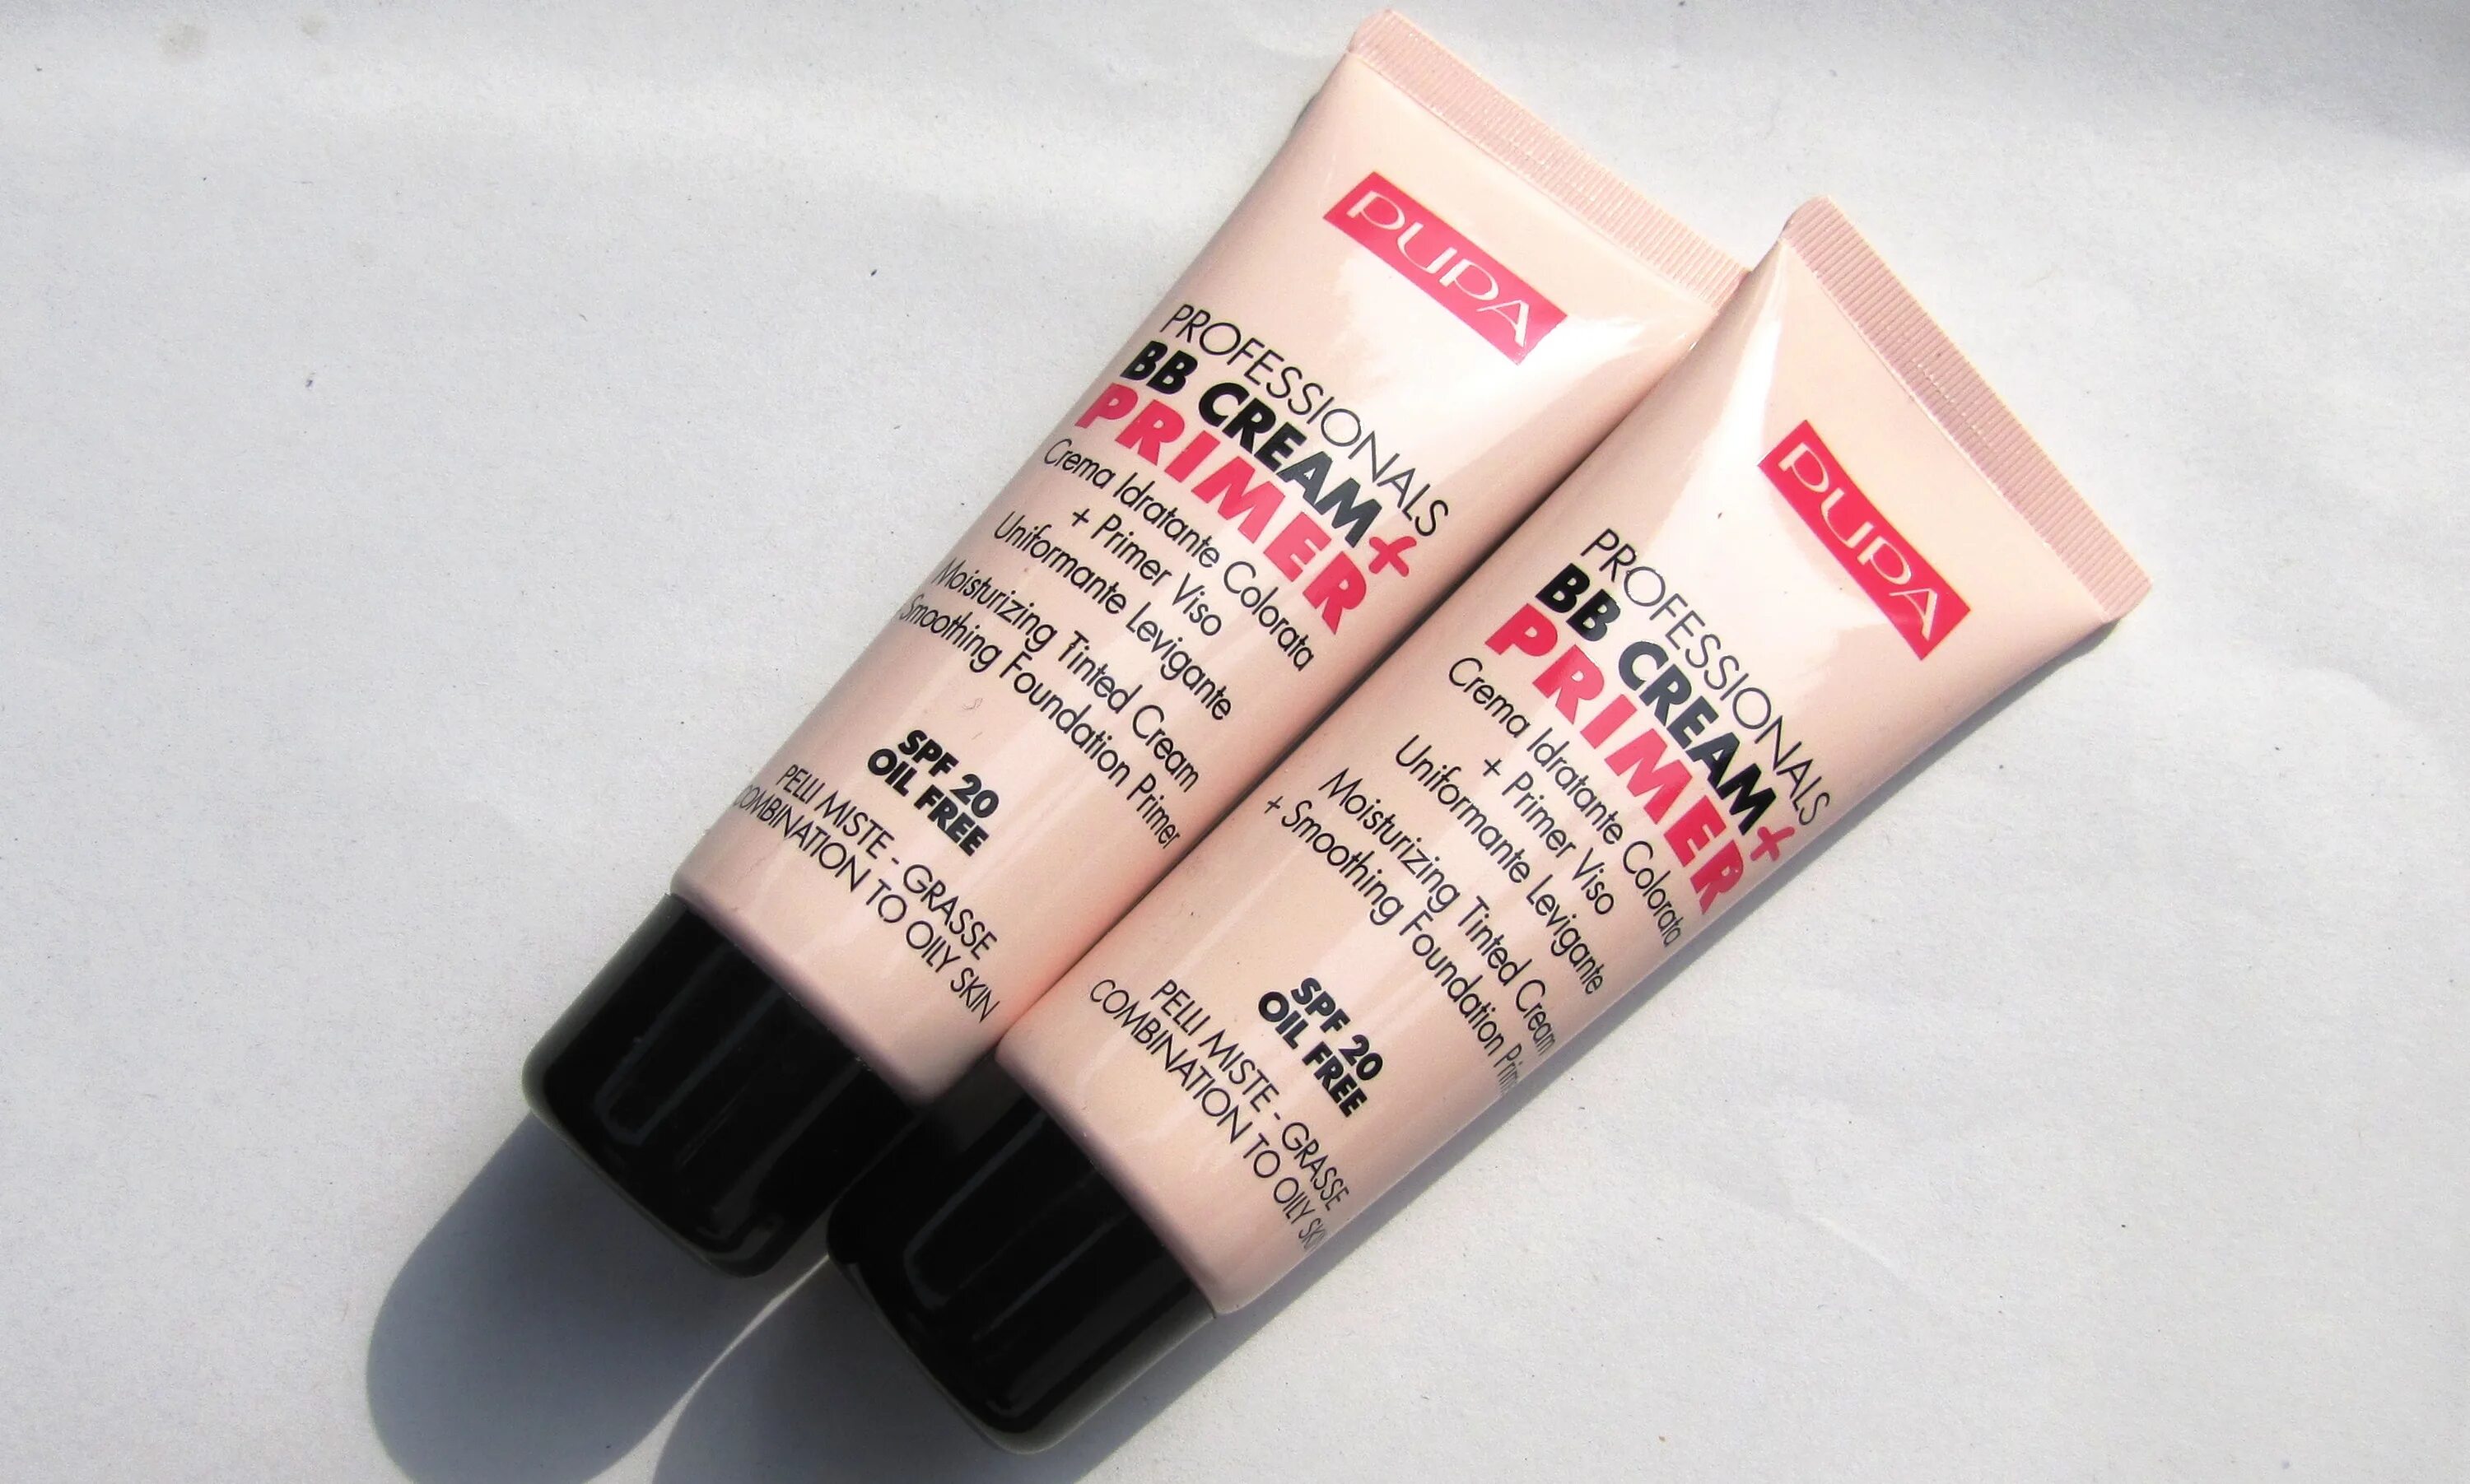 PUPA
PROFESSIONALS
BB CREAM+
PRIMER
Crema Idratante Colorata
+ Primer Viso
Uniformante Levigante
Moisturizing Tinted Cream
Smoothing Foundation Primer
SPF 20
OIL FREE
PELLI MISTE - GRASSE
COMBINATION TO OILY SKIN
PUPA
PROFESSIONALS
BB CREAM+
PRIMER
Crema Idratante Colorata
+ Primer Viso
Uniformante Levigante
Moisturizing Tinted Cream
+ Smoothing Foundation Prim
SPF 20
OIL FREE
PELLI MISTE - GRASSE
COMBINATION TO OILY SKIN